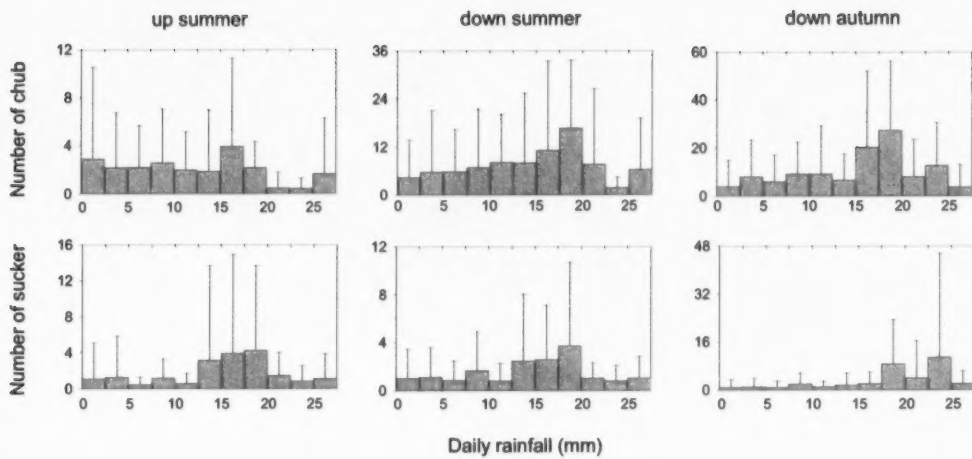 up summer down summer down autumn
Number of chub
12 8 4 0
36 24 12 0
60 40 20 0
0 5 10 15 20 25
0 5 10 15 20 25
0 5 10 15 20 25
Number of sucker
16 12 8 4 0
12 8 4 0
48 32 16 0
0 5 10 15 20 25
0 5 10 15 20 25
0 5 10 15 20 25
Daily rainfall (mm)